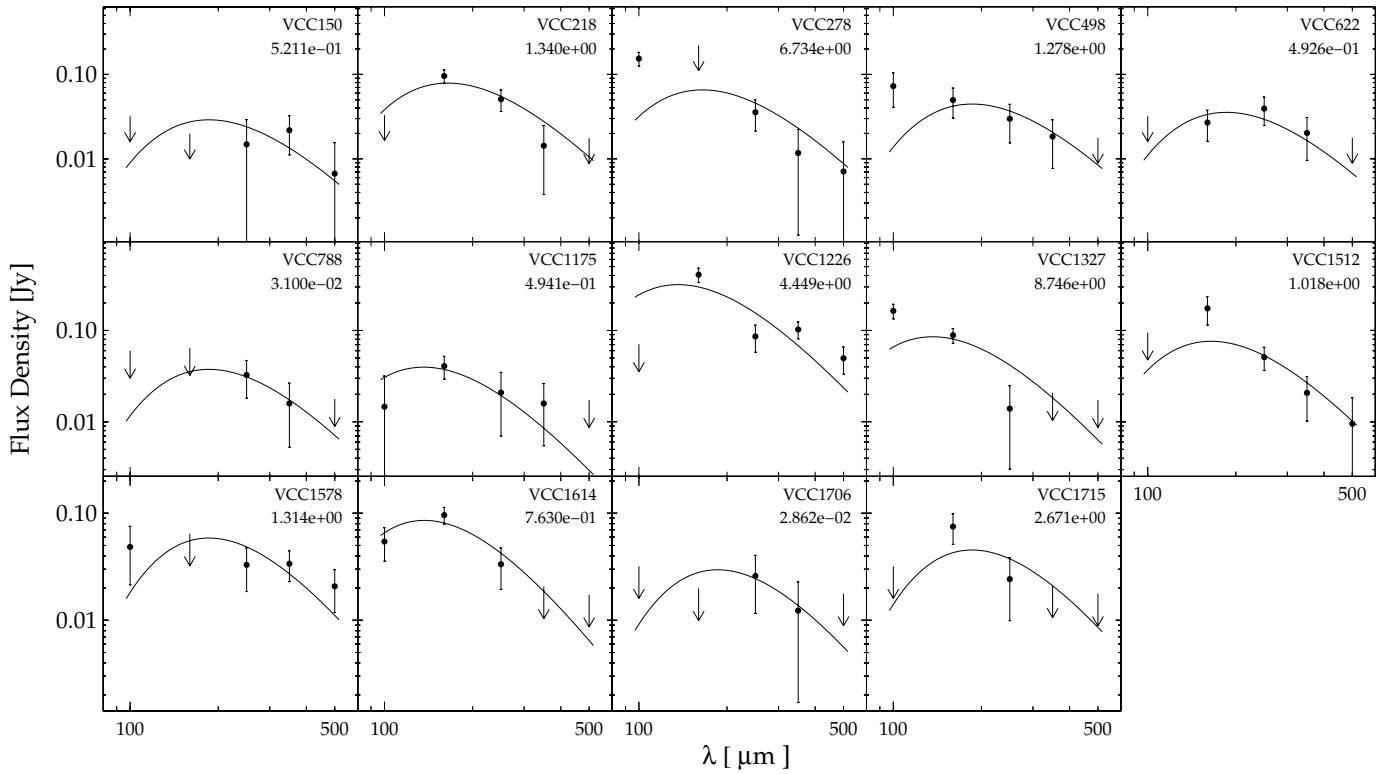 VCC150
5.211e−01
VCC218
1.340e+00
VCC278
6.734e+00
VCC498
1.278e+00
VCC622
4.926e−01
0.10
0.01
VCC788
3.100e−02
VCC1175
4.941e−01
VCC1226
4.449e+00
VCC1327
8.746e+00
VCC1512
1.018e+00
0.10
0.01
Flux Density [Jy]
100
500
VCC1578
1.314e+00
VCC1614
7.630e−01
VCC1706
2.862e−02
VCC1715
2.671e+00
0.10
0.01
100
500
100
500
100
500
100
500
λ [ μm ]